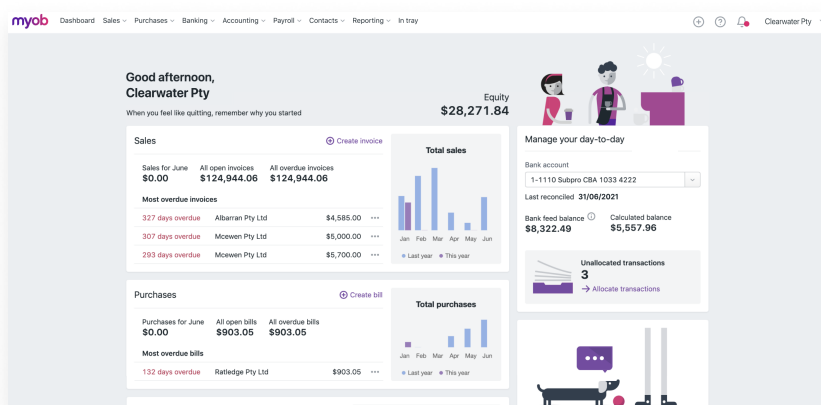 myob Dashboard Sales Purchases Banking Accounting Payroll Contacts Reporting In tray Clearwater Pty
Good afternoon,
Clearwater Pty
When you feel like quitting, remember why you started
Equity
$28,271.84
Sales
Create invoice
Sales for June All open invoices All overdue invoices
$0.00 $124,944.06 $124,944.06
Most overdue invoices
327 days overdue Albarran Pty Ltd $4,585.00
307 days overdue Mcewen Pty Ltd $5,000.00
293 days overdue Mcewen Pty Ltd $5,700.00
Total sales
Jan Feb Mar Apr May Jun
Last year This year
Purchases
Create bill
Purchases for June All open bills All overdue bills
$0.00 $903.05 $903.05
Most overdue bills
132 days overdue Ratledge Pty Ltd $903.05
Total purchases
Jan Feb Mar Apr May Jun
Last year This year
Manage your day-to-day
Bank account
1-1110 Subpro CBA 1033 4222
Last reconciled 31/06/2021
Bank feed balance Calculated balance
$8,322.49 $5,557.96
Unallocated transactions
3
Allocate transactions